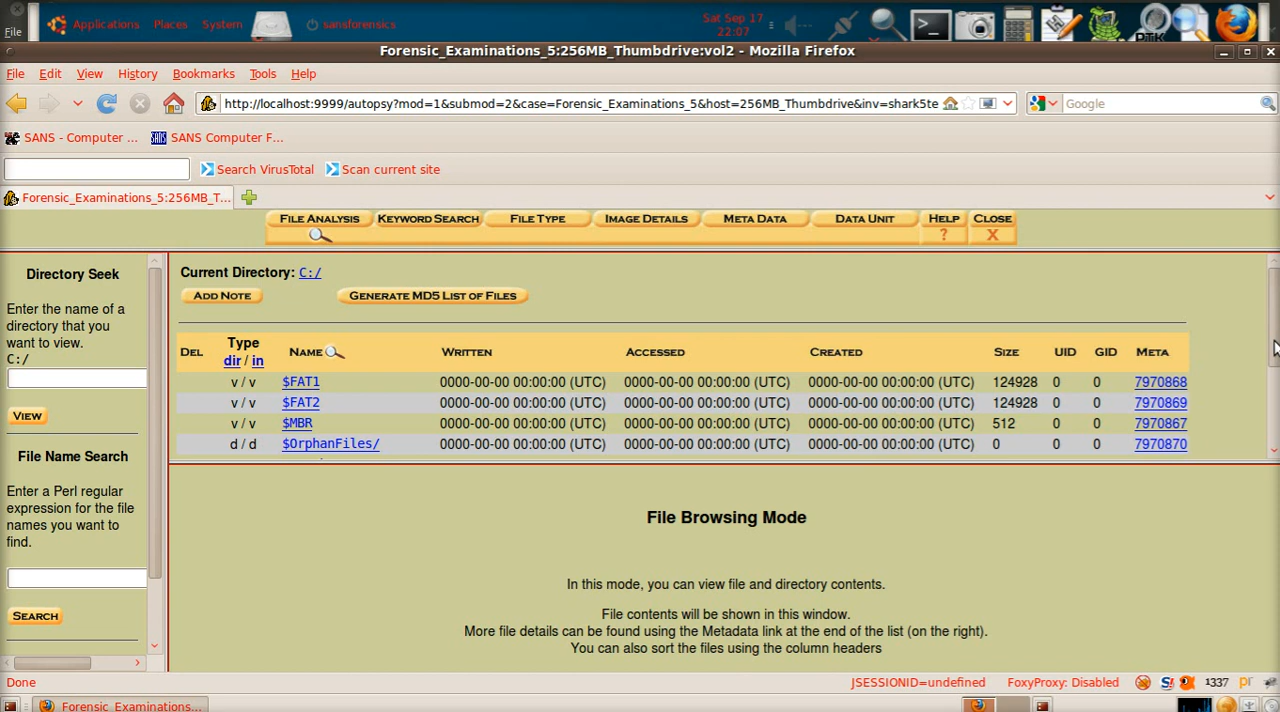 Applications Places System sansforensics Sat Sep 17 22:07
File
Forensic_Examinations_5:256MB_Thumbdrive:vol2 - Mozilla Firefox
File Edit View History Bookmarks Tools Help
http://localhost:9999/autopsy?mod=1&submod=2&case=Forensic_Examinations_5&host=256MB_Thumbdrive&inv=shark5te Google
SANS - Computer ... SANS Computer F...
Search VirusTotal Scan current site
Forensic_Examinations_5:256MB_T...
FILE ANALYSIS KEYWORD SEARCH FILE TYPE IMAGE DETAILS META DATA DATA UNIT HELP CLOSE
? X
Directory Seek
Enter the name of a
directory that you
want to view.
C:/
VIEW
File Name Search
Enter a Perl regular
expression for the file
names you want to
find.
SEARCH
Current Directory: C:/
ADD NOTE GENERATE MD5 LIST OF FILES
DEL Type dir / in NAME WRITTEN ACCESSED CREATED SIZE UID GID META
v / v $FAT1 0000-00-00 00:00:00 (UTC) 0000-00-00 00:00:00 (UTC) 0000-00-00 00:00:00 (UTC) 124928 0 0 7970868
v / v $FAT2 0000-00-00 00:00:00 (UTC) 0000-00-00 00:00:00 (UTC) 0000-00-00 00:00:00 (UTC) 124928 0 0 7970869
v / v $MBR 0000-00-00 00:00:00 (UTC) 0000-00-00 00:00:00 (UTC) 0000-00-00 00:00:00 (UTC) 512 0 0 7970867
d / d $OrphanFiles/ 0000-00-00 00:00:00 (UTC) 0000-00-00 00:00:00 (UTC) 0000-00-00 00:00:00 (UTC) 0 0 0 7970870
File Browsing Mode
In this mode, you can view file and directory contents.
File contents will be shown in this window.
More file details can be found using the Metadata link at the end of the list (on the right).
You can also sort the files using the column headers
Done JSESSIONID=undefined FoxyProxy: Disabled 1337 pr
Forensic_Examinations...